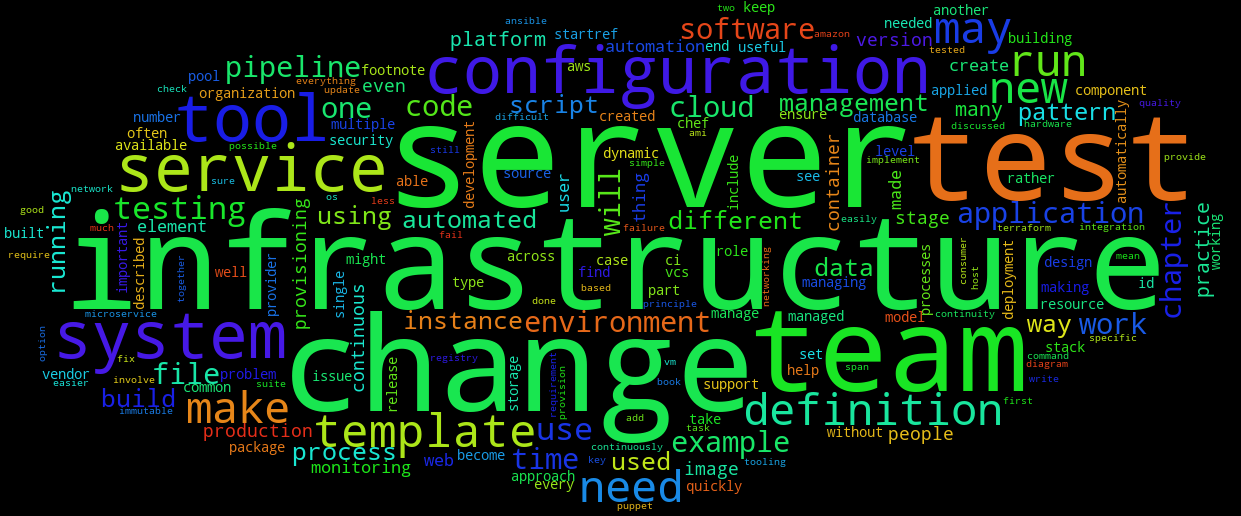 two
keep
another
ansible
software
amazon
needed
may
building
platform
startref
automation
end
useful
version
tested
run
pool
pipeline
footnote
aws
configuration
create
check
everything
update
even
organization
new
applied
component
tool
one
code
script
cloud
management
many
pattern
quality
number
multiple
difficult
created
chef
ensure
database
discussed
hardware
often
available
possible
security
still
ami
server
test
level
automatically
service
able
development
source
simple
dynamic
container
implement
provide
network
sure
os
less
user
thing
include
see
made
rather
good
running
testing
using
automated
will
different
stage
application
chapter
practice
built
element
fail
failure
easily
terraform
integration
working
require
important
described
well
might
across
case
ci
role
data
processes
consumer
host
deployment
design
mean
infrastructure
together
provider
provisioning
single
continuous
type
find
vcs
based
part
networking
managing
making
id
resource
system
microservice
done
principle
manage
managed
model
continuity
specific
option
instance
environment
way
work
change
team
stack
command
diagram
vendor
fix
file
problem
issue
release
registry
storage
vm
set
help
span
write
easier
involve
common
suite
build
requirement
provision
book
support
first
immutable
make
template
add
take
definition
production
task
package
process
use
continuously
example
without
people
monitoring
web
become
time
used
key
image
tooling
approach
every
need
quickly
puppet